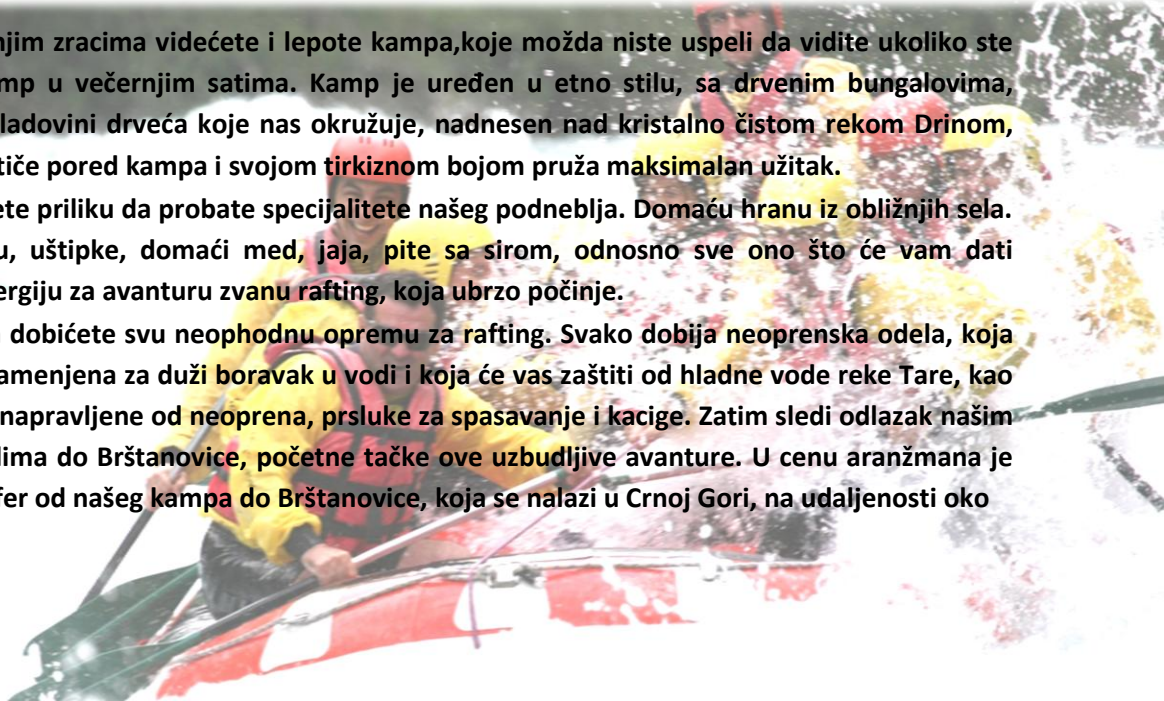 njim zracima videćete i lepote kampa,koje možda niste uspeli da vidite ukoliko ste
mp u večernjim satima. Kamp je uređen u etno stilu, sa drvenim bungalovima,
ladovini drveća koje nas okružuje, nadnesen nad kristalno čistom rekom Drinom,
tiče pored kampa i svojom tirkiznom bojom pruža maksimalan užitak.
ete priliku da probate specijalitete našeg podneblja. Domaću hranu iz obližnjih sela.
u, uštipke, domaći med, jaja, pite sa sirom, odnosno sve ono što će vam dati
ergiju za avanturu zvanu rafting, koja ubrzo počinje.
dobićete svu neophodnu opremu za rafting. Svako dobija neoprenska odela, koja
amenjena za duži boravak u vodi i koja će vas zaštiti od hladne vode reke Tare, kao
napravljene od neoprena, prsluke za spasavanje i kacige. Zatim sledi odlazak našim
lima do Brštanovice, početne tačke ove uzbudljive avanture. U cenu aranžmana je
fer od našeg kampa do Brštanovice, koja se nalazi u Crnoj Gori, na udaljenosti oko